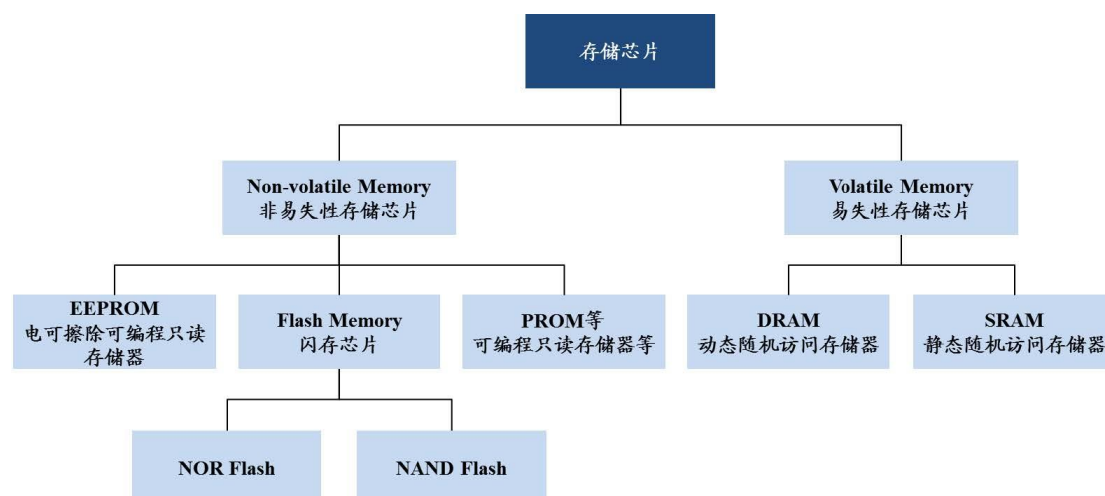 存储芯片
Non-volatile Memory
非易失性存储芯片
Volatile Memory
易失性存储芯片
EEPROM
电可擦除可编程只读
存储器
Flash Memory
闪存芯片
PROM等
可编程只读存储器等
DRAM
动态随机访问存储器
SRAM
静态随机访问存储器
NOR Flash
NAND Flash